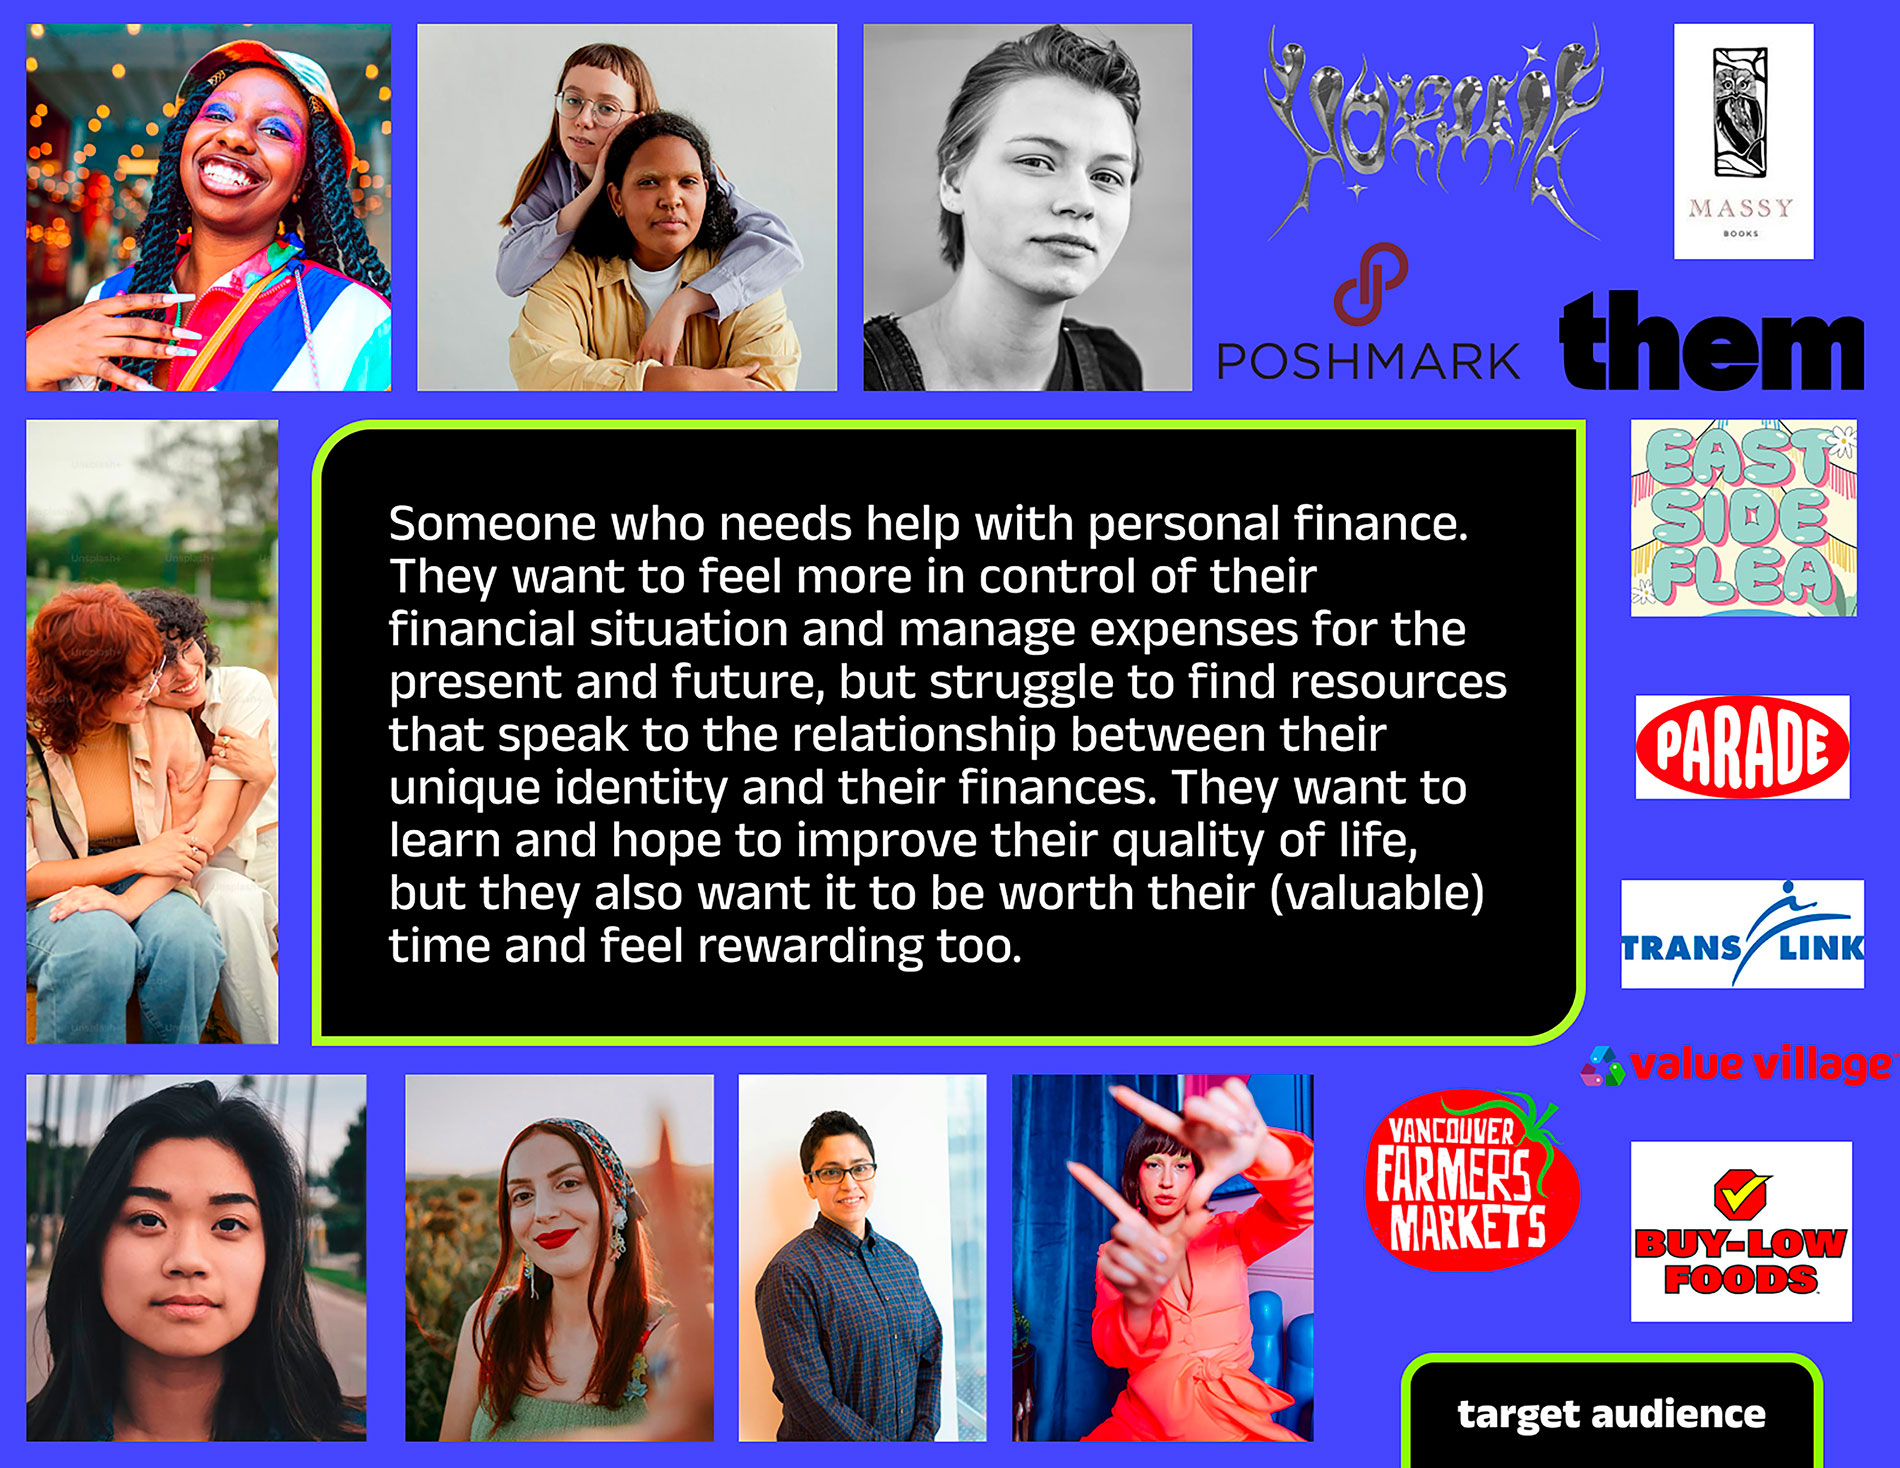 MASSY
BOOKS
POSHMARK
them
Someone who needs help with personal finance.
They want to feel more in control of their
financial situation and manage expenses for the
present and future, but struggle to find resources
that speak to the relationship between their
unique identity and their finances. They want to
learn and hope to improve their quality of life,
but they also want it to be worth their (valuable)
time and feel rewarding too.
EAST
SIDE
FLEA
PARADE
TRANS LINK
value village
VANCOUVER
FARMERS
MARKETS
BUY-LOW
FOODS
target audience
Unsplash+